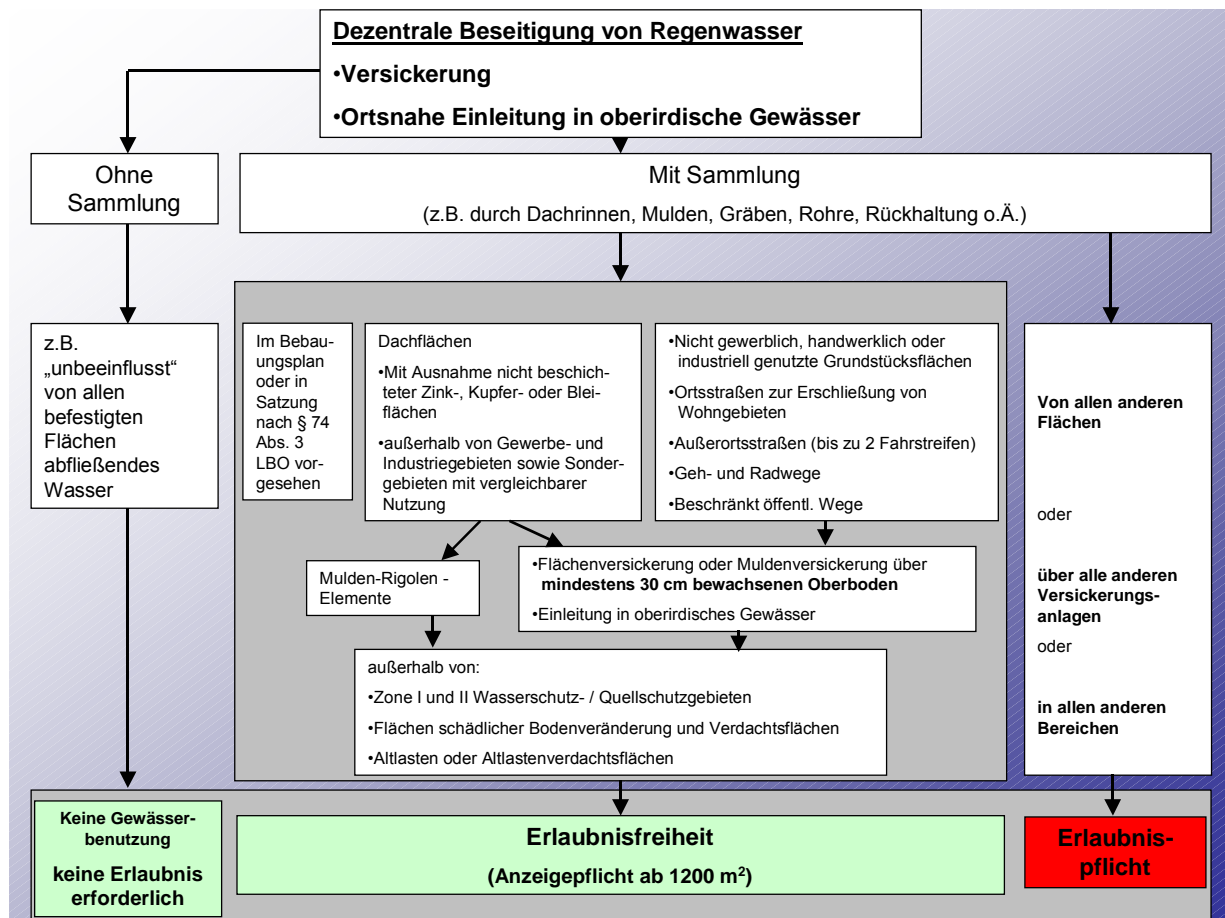 Dezentrale Beseitigung von Regenwasser
•Versickerung
•Ortsnahe Einleitung in oberirdische Gewässer
Ohne
Sammlung
Mit Sammlung
(z.B. durch Dachrinnen, Mulden, Gräben, Rohre, Rückhaltung o.Ä.)
z.B.
„unbeeinflusst“
von allen
befestigten
Flächen
abfließendes
Wasser
Im Bebau-
ungsplan
oder in
Satzung
nach § 74
Abs. 3
LBO vor-
gesehen
Dachflächen
•Mit Ausnahme nicht beschich-
teter Zink-, Kupfer- oder Blei-
flächen
•außerhalb von Gewerbe- und
Industriegebieten sowie Sonder-
gebieten mit vergleichbarer
Nutzung
•Nicht gewerblich, handwerklich oder
industriell genutzte Grundstücksflächen
•Ortsstraßen zur Erschließung von
Wohngebieten
•Außerortsstraßen (bis zu 2 Fahrstreifen)
•Geh- und Radwege
•Beschränkt öffentl. Wege
Mulden-Rigolen -
Elemente
•Flächenversickerung oder Muldenversickerung über
mindestens 30 cm bewachsenen Oberboden
•Einleitung in oberirdisches Gewässer
außerhalb von:
•Zone I und II Wasserschutz- / Quellschutzgebieten
•Flächen schädlicher Bodenveränderung und Verdachtsflächen
•Altlasten oder Altlastenverdachtsflächen
Von allen anderen
Flächen
oder
über alle anderen
Versickerungs-
anlagen
oder
in allen anderen
Bereichen
Keine Gewässer-
benutzung
keine Erlaubnis
erforderlich
Erlaubnisfreiheit
(Anzeigepflicht ab 1200 m²)
Erlaubnis-
pflicht